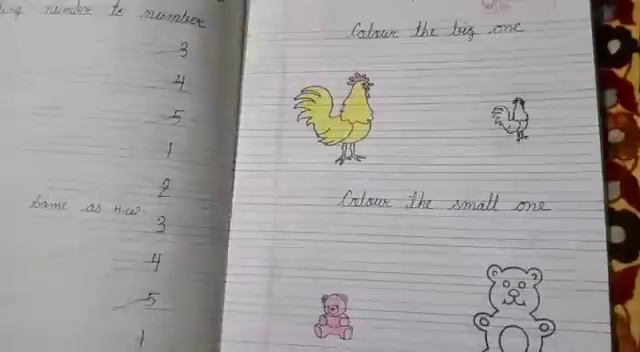 number to number
3
4
5
1
2
Same as H.W.
3
4
5
1
Colour the big one
Colour the small one